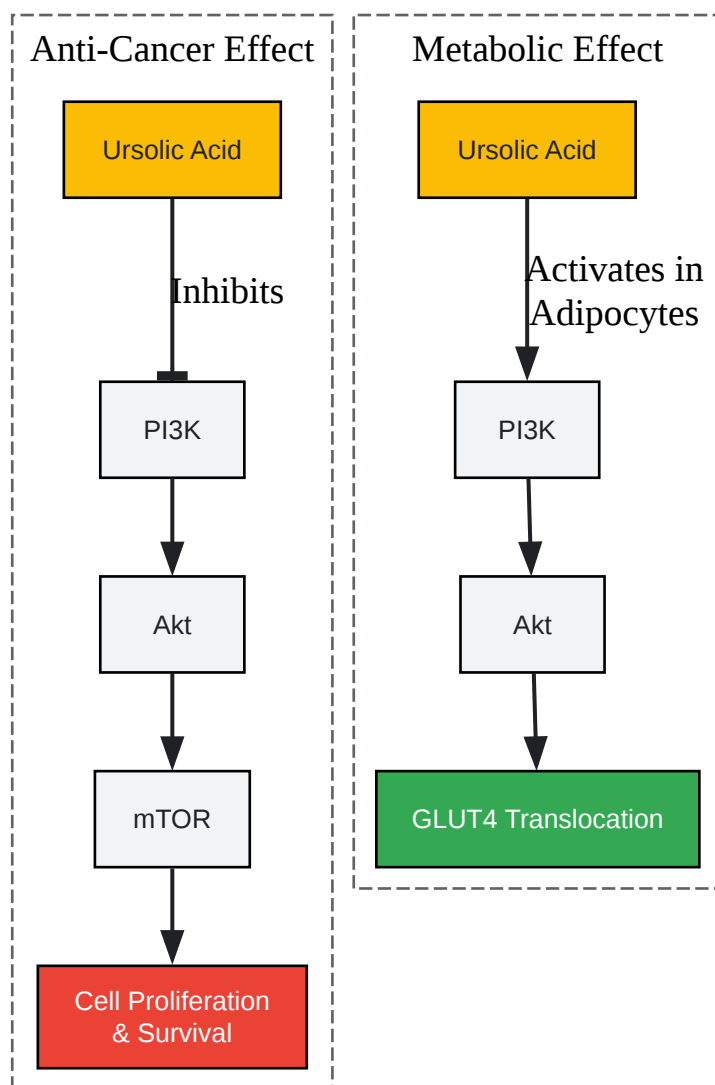 Anti-Cancer Effect
Ursolic Acid
Inhibits
PI3K
Akt
mTOR
Cell Proliferation
& Survival
Metabolic Effect
Ursolic Acid
Activates in
Adipocytes
PI3K
Akt
GLUT4 Translocation